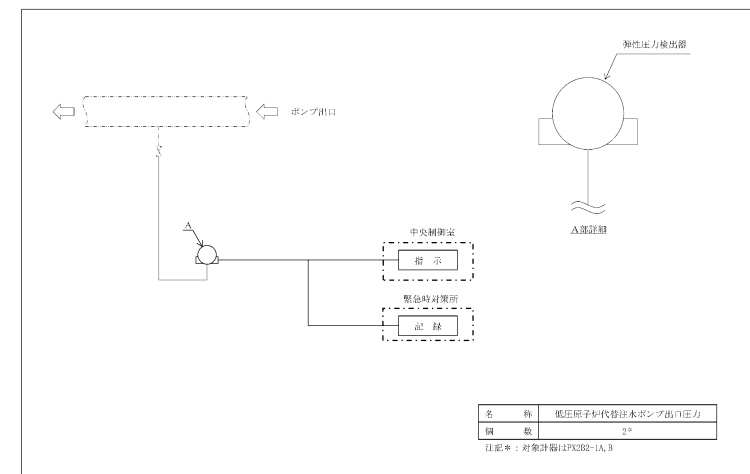 弾性圧力検出器
ポンプ出口
A
A部詳細
中央制御室
指 示
緊急時対策所
記 録
名 称 低圧原子炉代替注水ポンプ出口圧力
個 数 2*
注記*:対象計器はPX2B2-1A,B